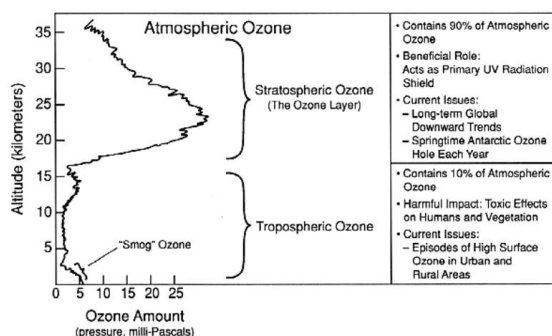 Atmospheric Ozone
35
30
25
20
15
10
5
Altitude (kilometers)
Stratospheric Ozone
(The Ozone Layer)
Tropospheric Ozone
"Smog" Ozone
0 5 10 15 20 25
Ozone Amount
(pressure, milli-Pascals)
• Contains 90% of Atmospheric
Ozone
• Beneficial Role:
Acts as Primary UV Radiation
Shield
• Current Issues:
– Long-term Global
Downward Trends
– Springtime Antarctic Ozone
Hole Each Year
• Contains 10% of Atmospheric
Ozone
• Harmful Impact: Toxic Effects
on Humans and Vegetation
• Current Issues:
– Episodes of High Surface
Ozone in Urban and
Rural Areas